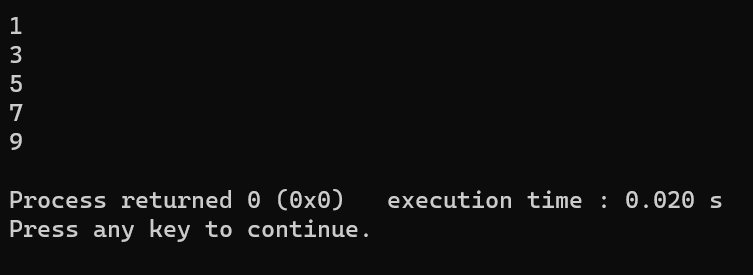 1
3
5
7
9
Process returned 0 (0x0)   execution time : 0.020 s
Press any key to continue.